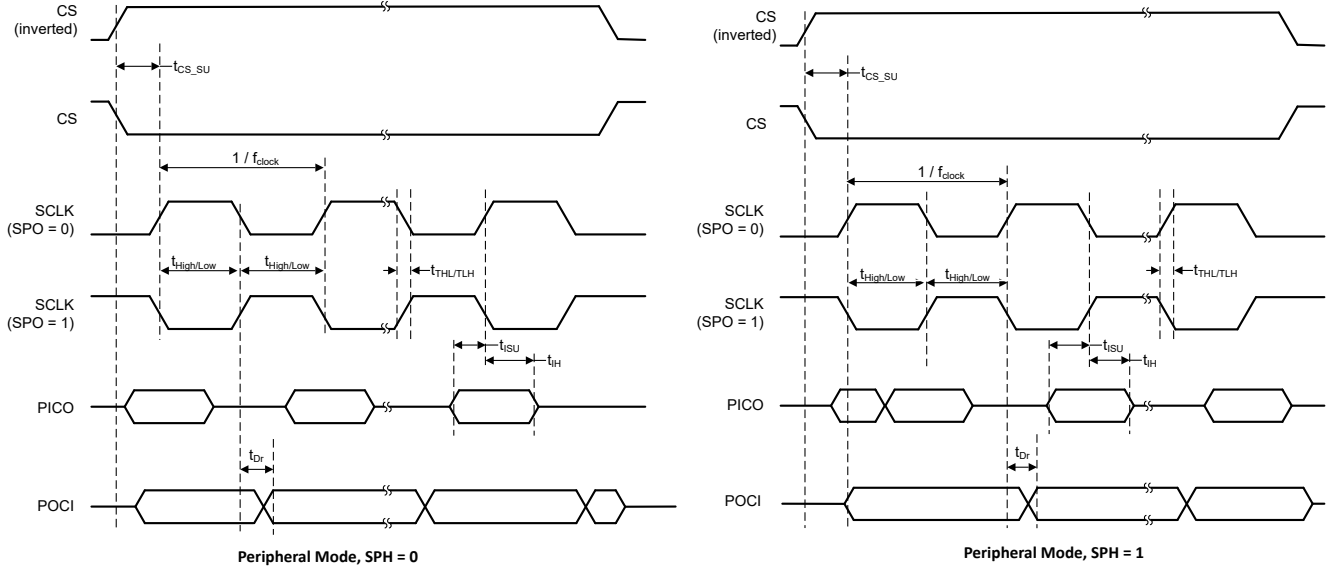 CS
(inverted)
t_CS_SU
CS
1 / f_clock
SCLK
(SPO = 0)
t_High/Low
t_High/Low
t_THL/TLH
SCLK
(SPO = 1)
t_ISU
t_IH
PICO
t_Dr
POCI
Peripheral Mode, SPH = 0
CS
(inverted)
t_CS_SU
CS
1 / f_clock
SCLK
(SPO = 0)
t_High/Low
t_High/Low
t_THL/TLH
SCLK
(SPO = 1)
t_ISU
t_IH
PICO
t_Dr
POCI
Peripheral Mode, SPH = 1